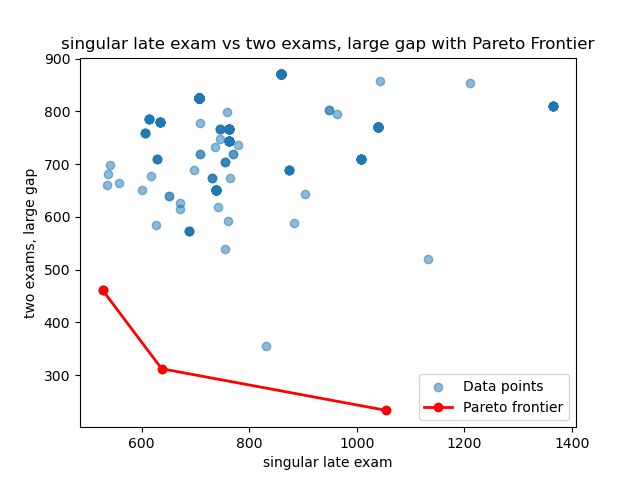 singular late exam vs two exams, large gap with Pareto Frontier
two exams, large gap
900
800
700
600
500
400
300
600
800
1000
1200
1400
singular late exam
Data points
Pareto frontier